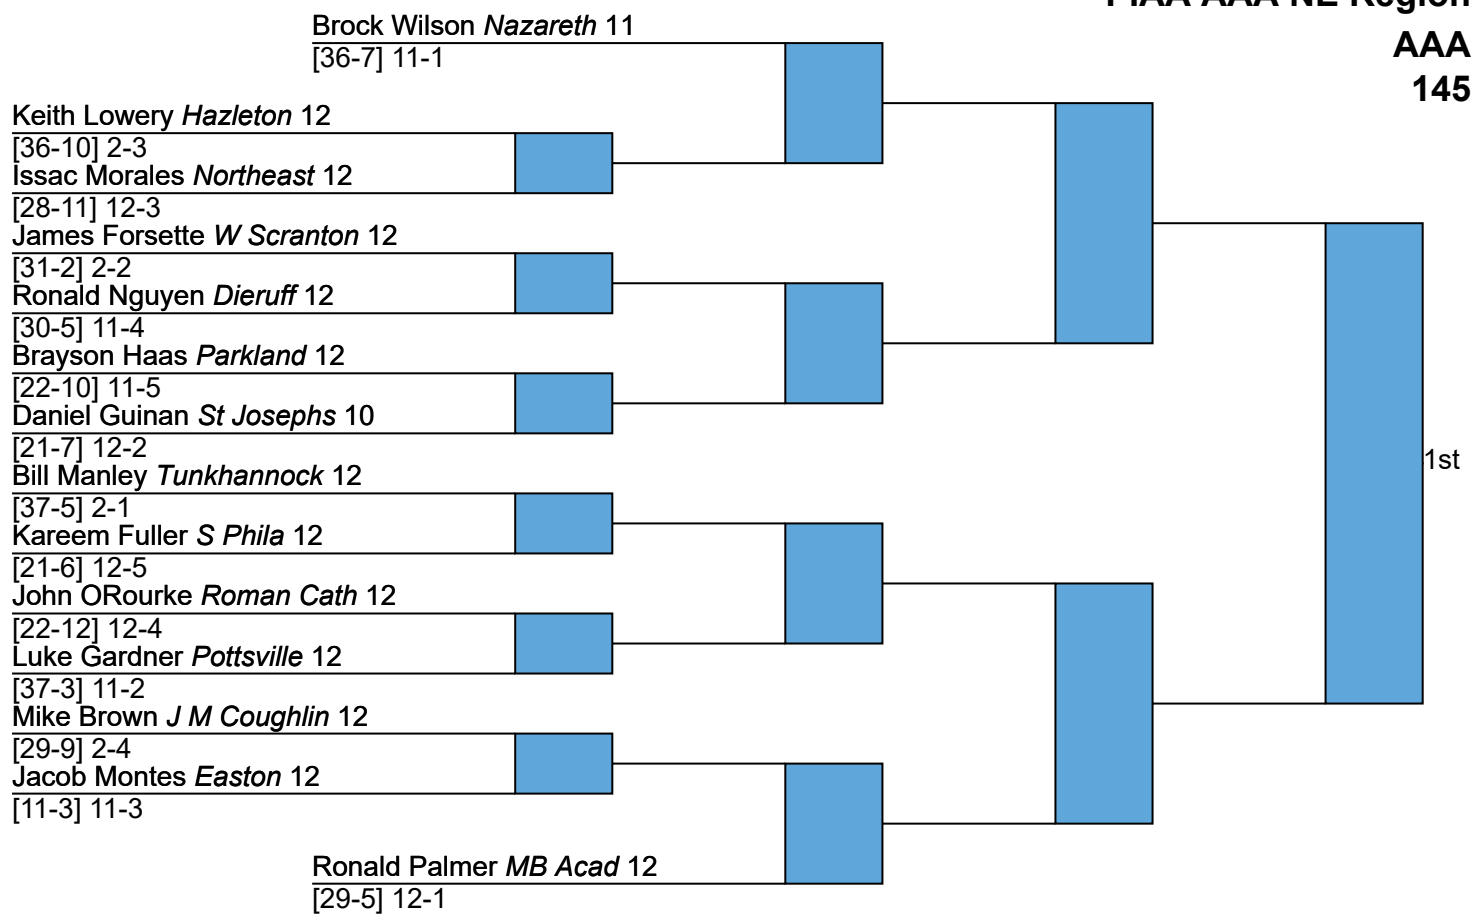 PIAA AAA NE Region
AAA
145
Brock Wilson Nazareth 11
[36-7] 11-1
Keith Lowery Hazleton 12
[36-10] 2-3
Issac Morales Northeast 12
[28-11] 12-3
James Forsette W Scranton 12
[31-2] 2-2
Ronald Nguyen Dieruff 12
[30-5] 11-4
Brayson Haas Parkland 12
[22-10] 11-5
Daniel Guinan St Josephs 10
[21-7] 12-2
Bill Manley Tunkhannock 12
[37-5] 2-1
Kareem Fuller S Phila 12
[21-6] 12-5
John ORourke Roman Cath 12
[22-12] 12-4
Luke Gardner Pottsville 12
[37-3] 11-2
Mike Brown J M Coughlin 12
[29-9] 2-4
Jacob Montes Easton 12
[11-3] 11-3
Ronald Palmer MB Acad 12
[29-5] 12-1
1st